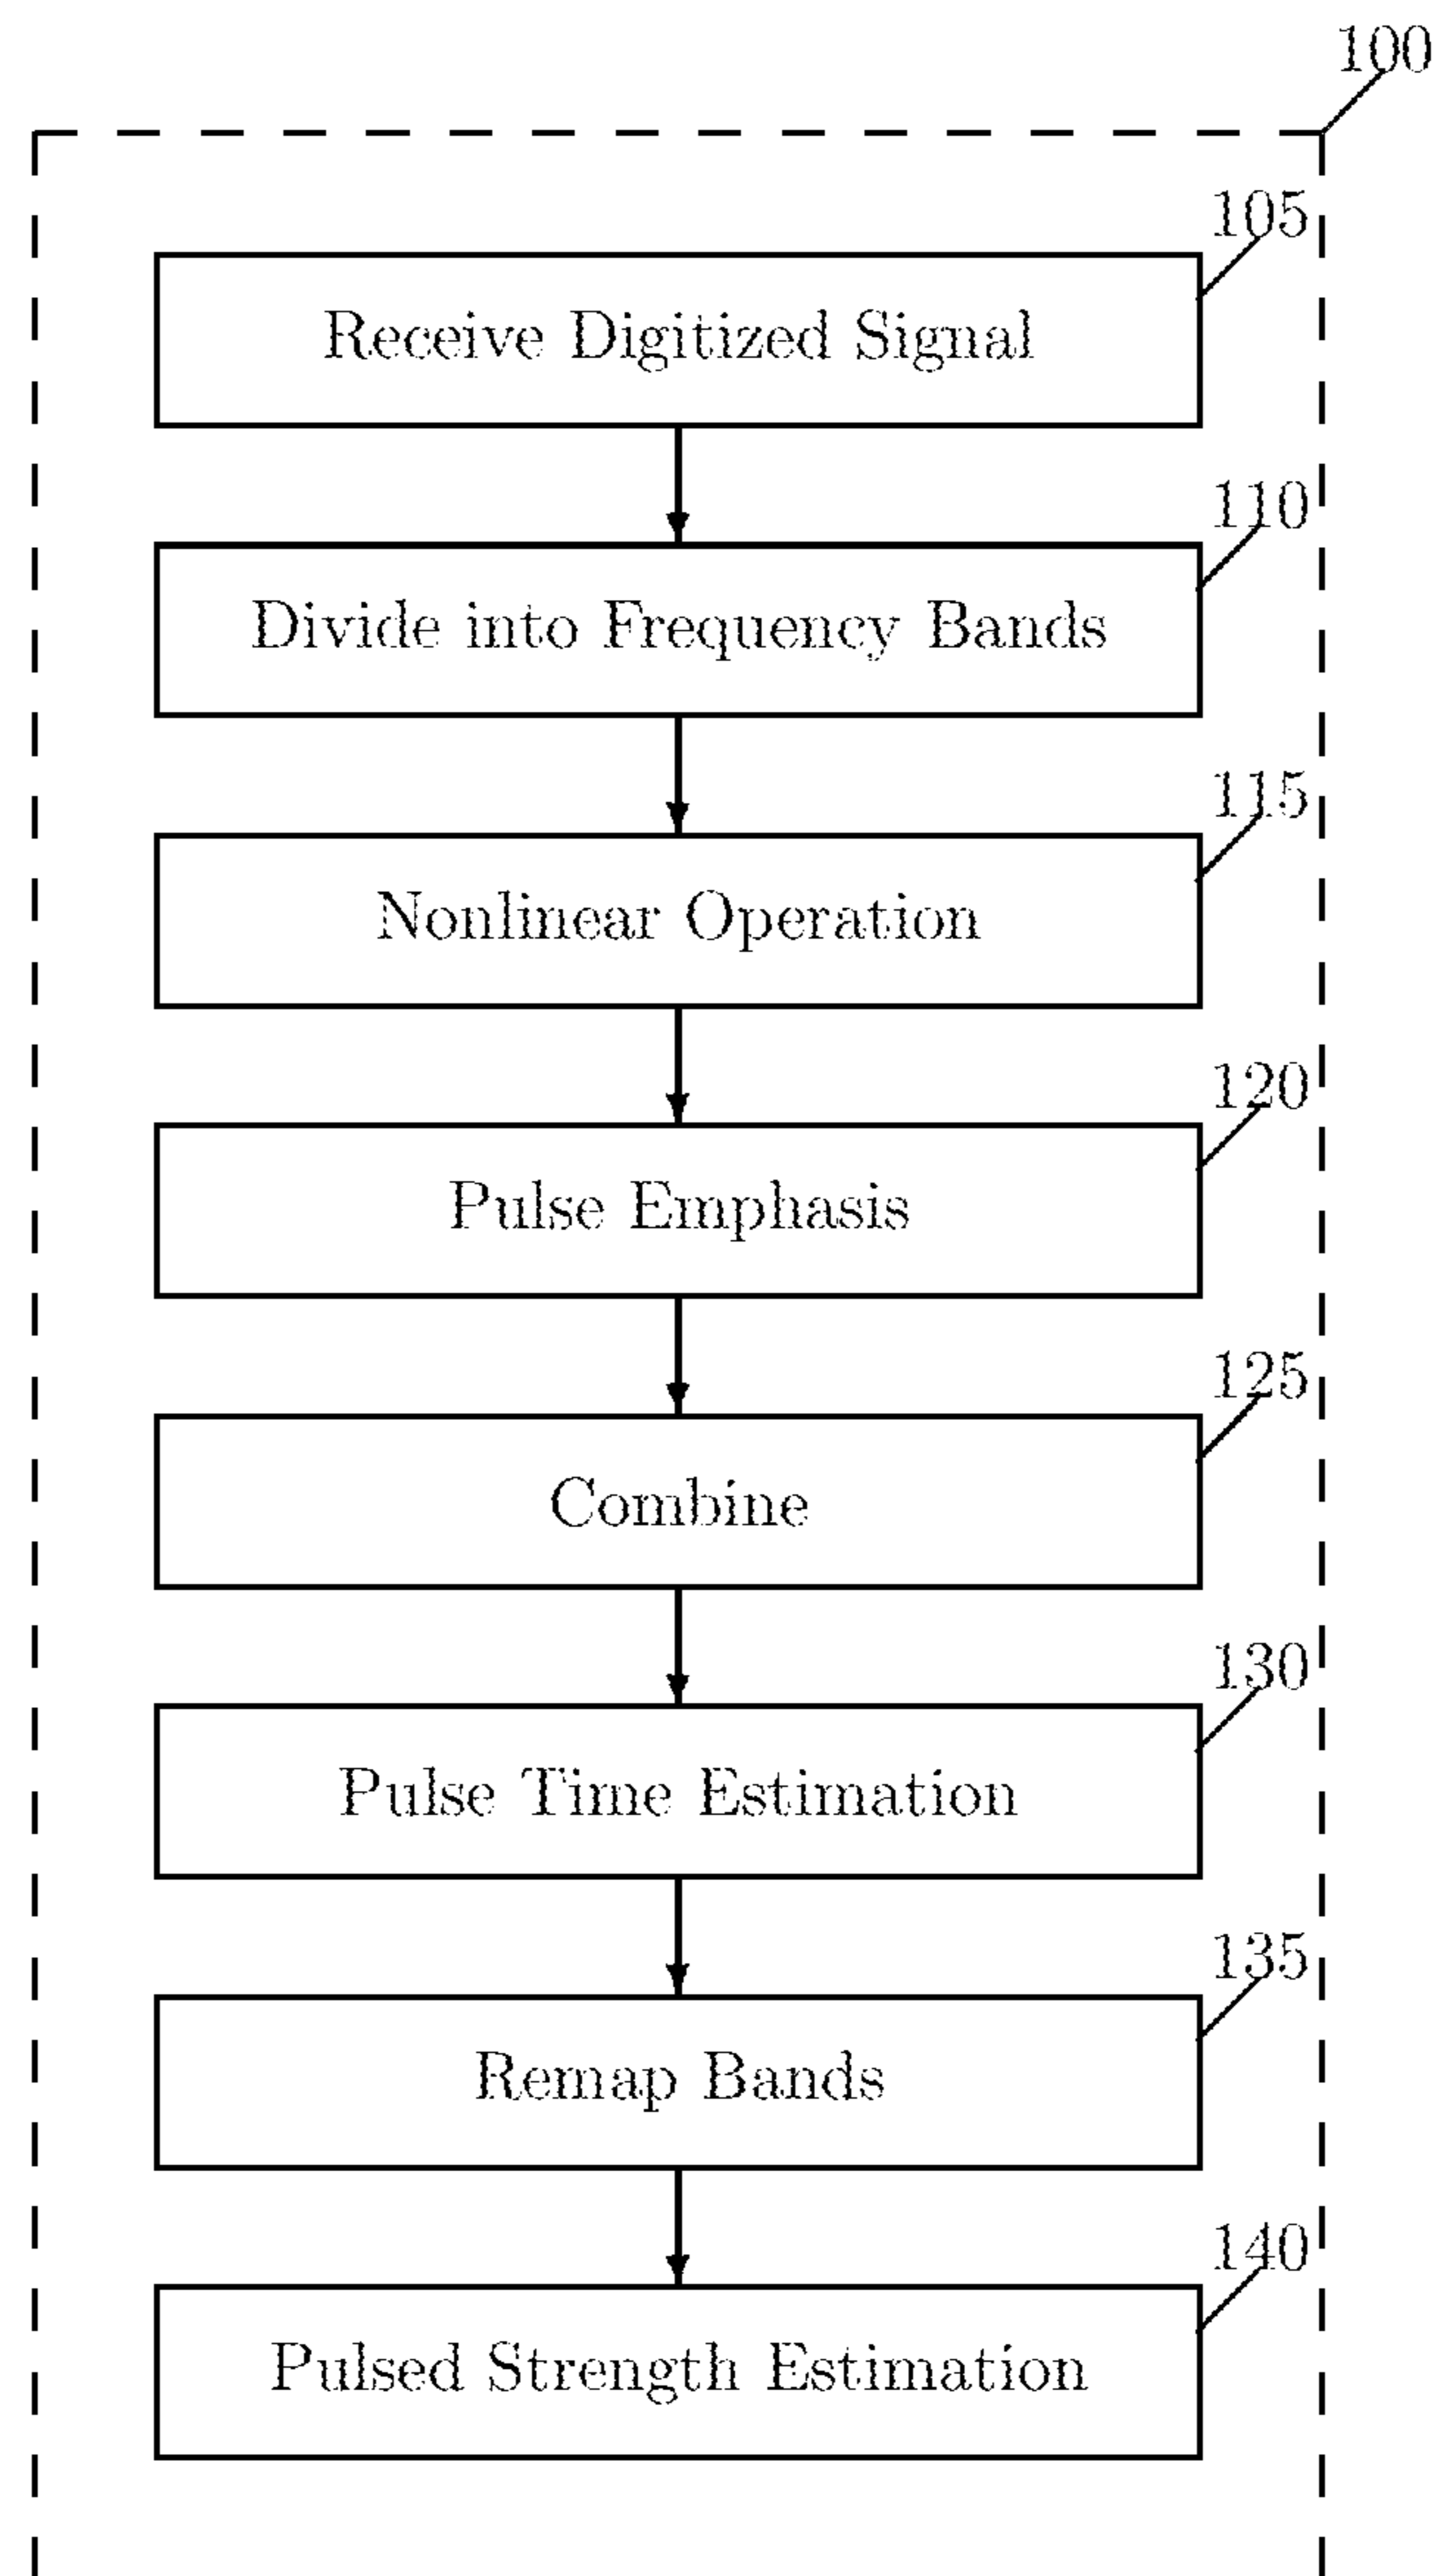 100
105
Receive Digitized Signal
110
Divide into Frequency Bands
115
Nonlinear Operation
120
Pulse Emphasis
125
Combine
130
Pulse Time Estimation
135
Remap Bands
140
Pulsed Strength Estimation